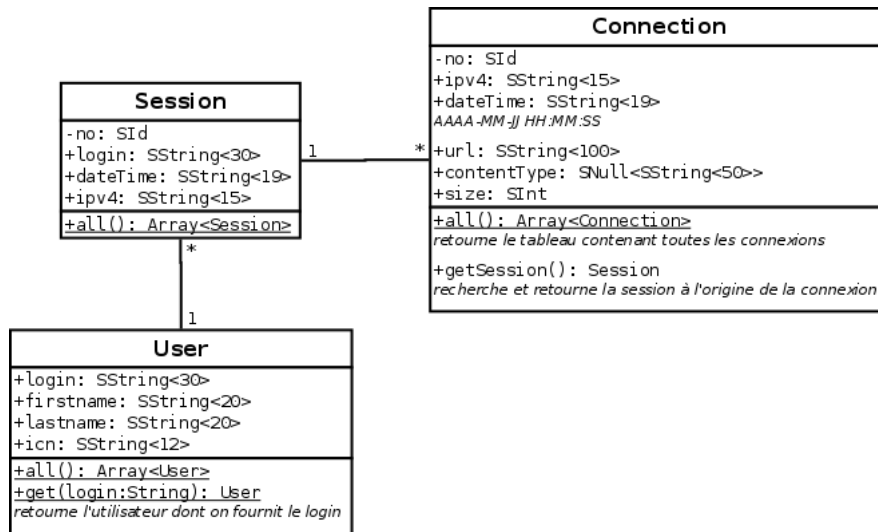 Session
-no: SId
+login: SString<30>
+dateTime: SString<19>
+ipv4: SString<15>
+all(): Array<Session>
1
*
*
1
Connection
-no: SId
+ipv4: SString<15>
+dateTime: SString<19>
AAAA-MM-JJ HH:MM:SS
+url: SString<100>
+contentType: SNull<SString<50>>
+size: SInt
+all(): Array<Connection>
retourne le tableau contenant toutes les connexions
+getSession(): Session
recherche et retourne la session à l'origine de la connexion
User
+login: SString<30>
+firstname: SString<20>
+lastname: SString<20>
+icn: SString<12>
+all(): Array<User>
+get(login:String): User
retourne l'utilisateur dont on fournit le login